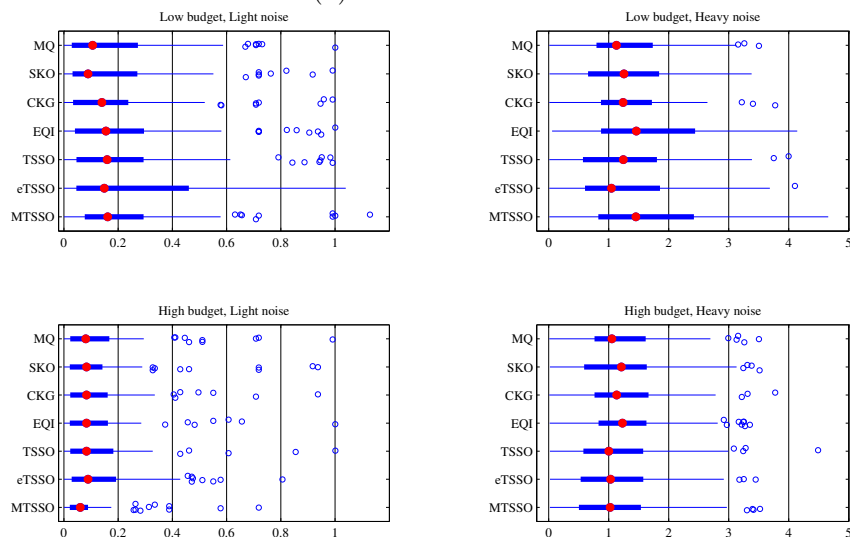 Low budget, Light noise
MQ
SKO
CKG
EQI
TSSO
eTSSO
MTSSO
0 0.2 0.4 0.6 0.8 1
Low budget, Heavy noise
MQ
SKO
CKG
EQI
TSSO
eTSSO
MTSSO
0 1 2 3 4 5
High budget, Light noise
MQ
SKO
CKG
EQI
TSSO
eTSSO
MTSSO
0 0.2 0.4 0.6 0.8 1
High budget, Heavy noise
MQ
SKO
CKG
EQI
TSSO
eTSSO
MTSSO
0 1 2 3 4 5